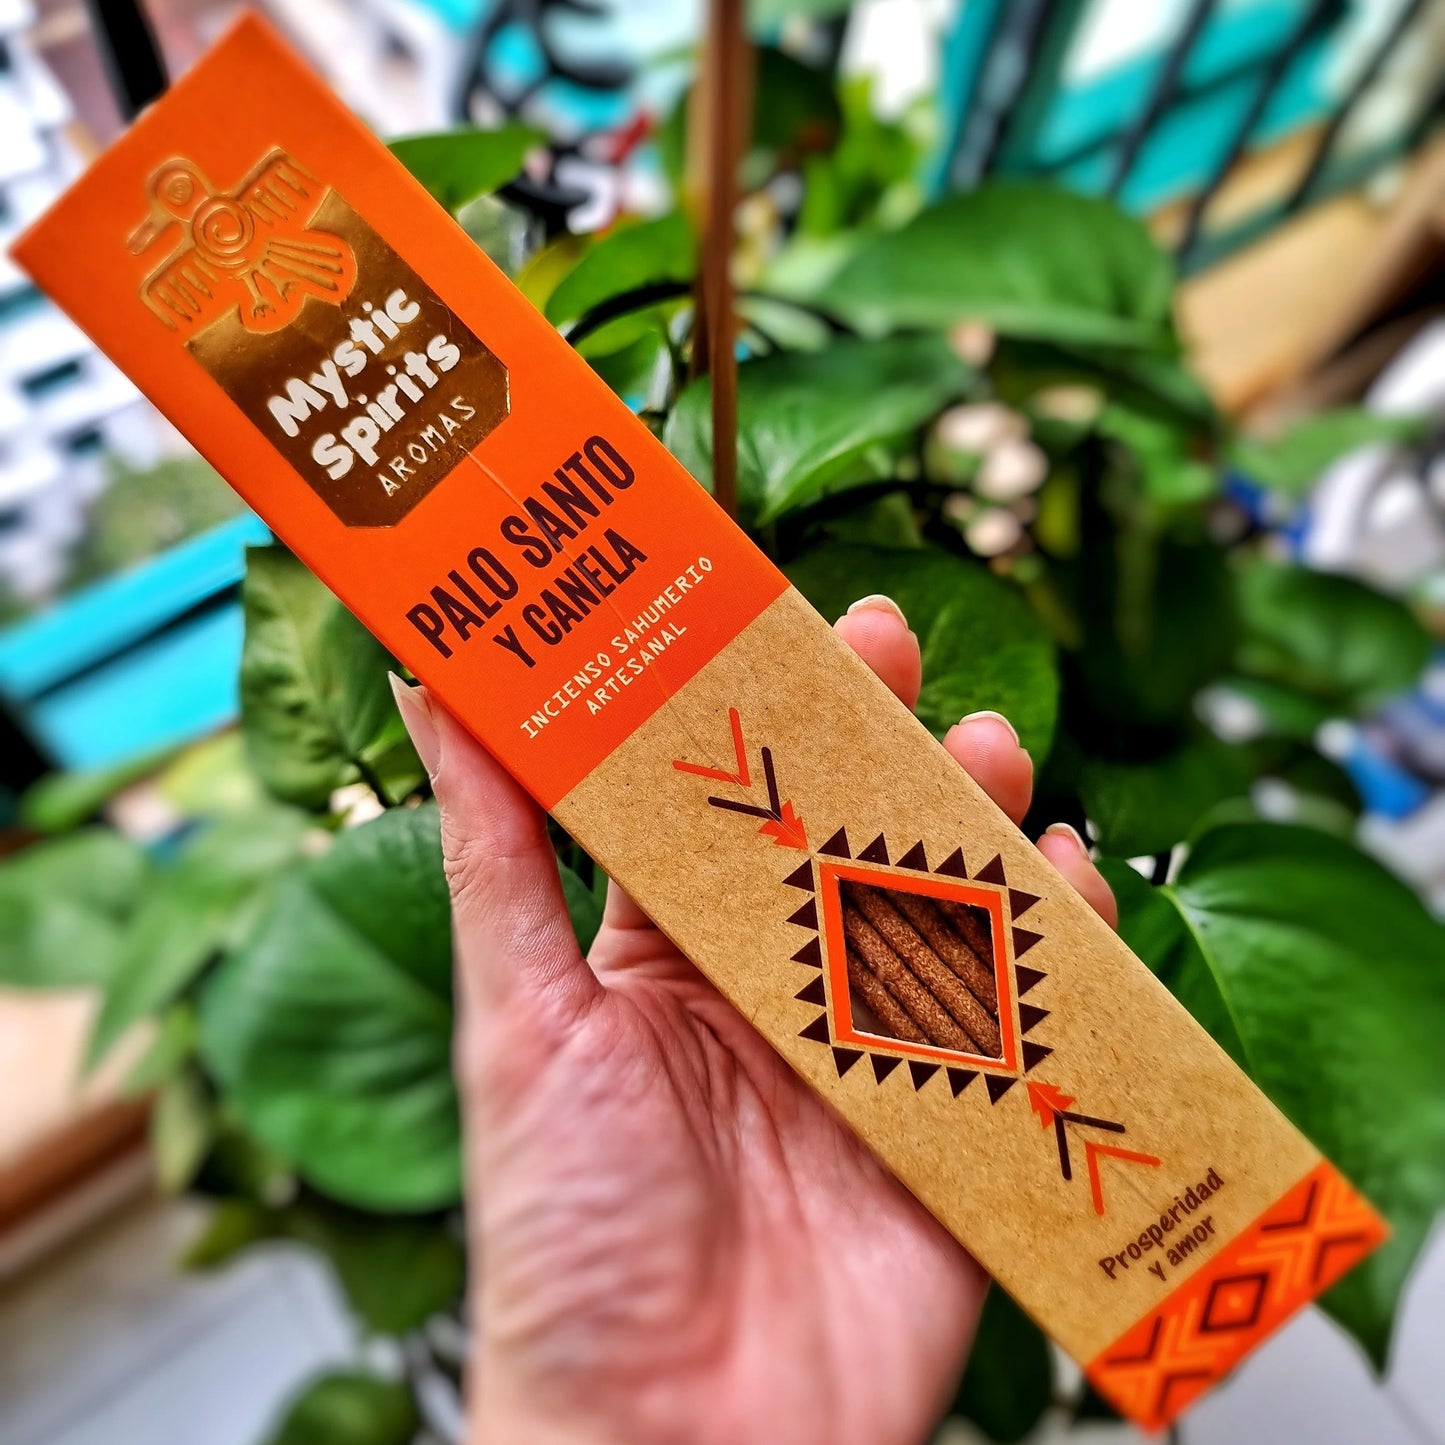 Mystic
Spirits
AROMAS
PALO SANTO
Y CANELA
INCIENSO SAHUMERIO
ARTESANAL
Prosperidad
Y amor